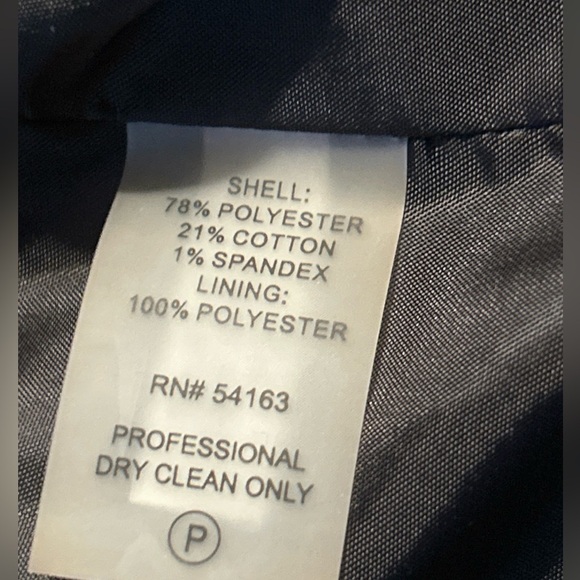 SHELL:
78% POLYESTER
21% COTTON
1% SPANDEX
LINING:
100% POLYESTER
RN# 54163
PROFESSIONAL
DRY CLEAN ONLY
P